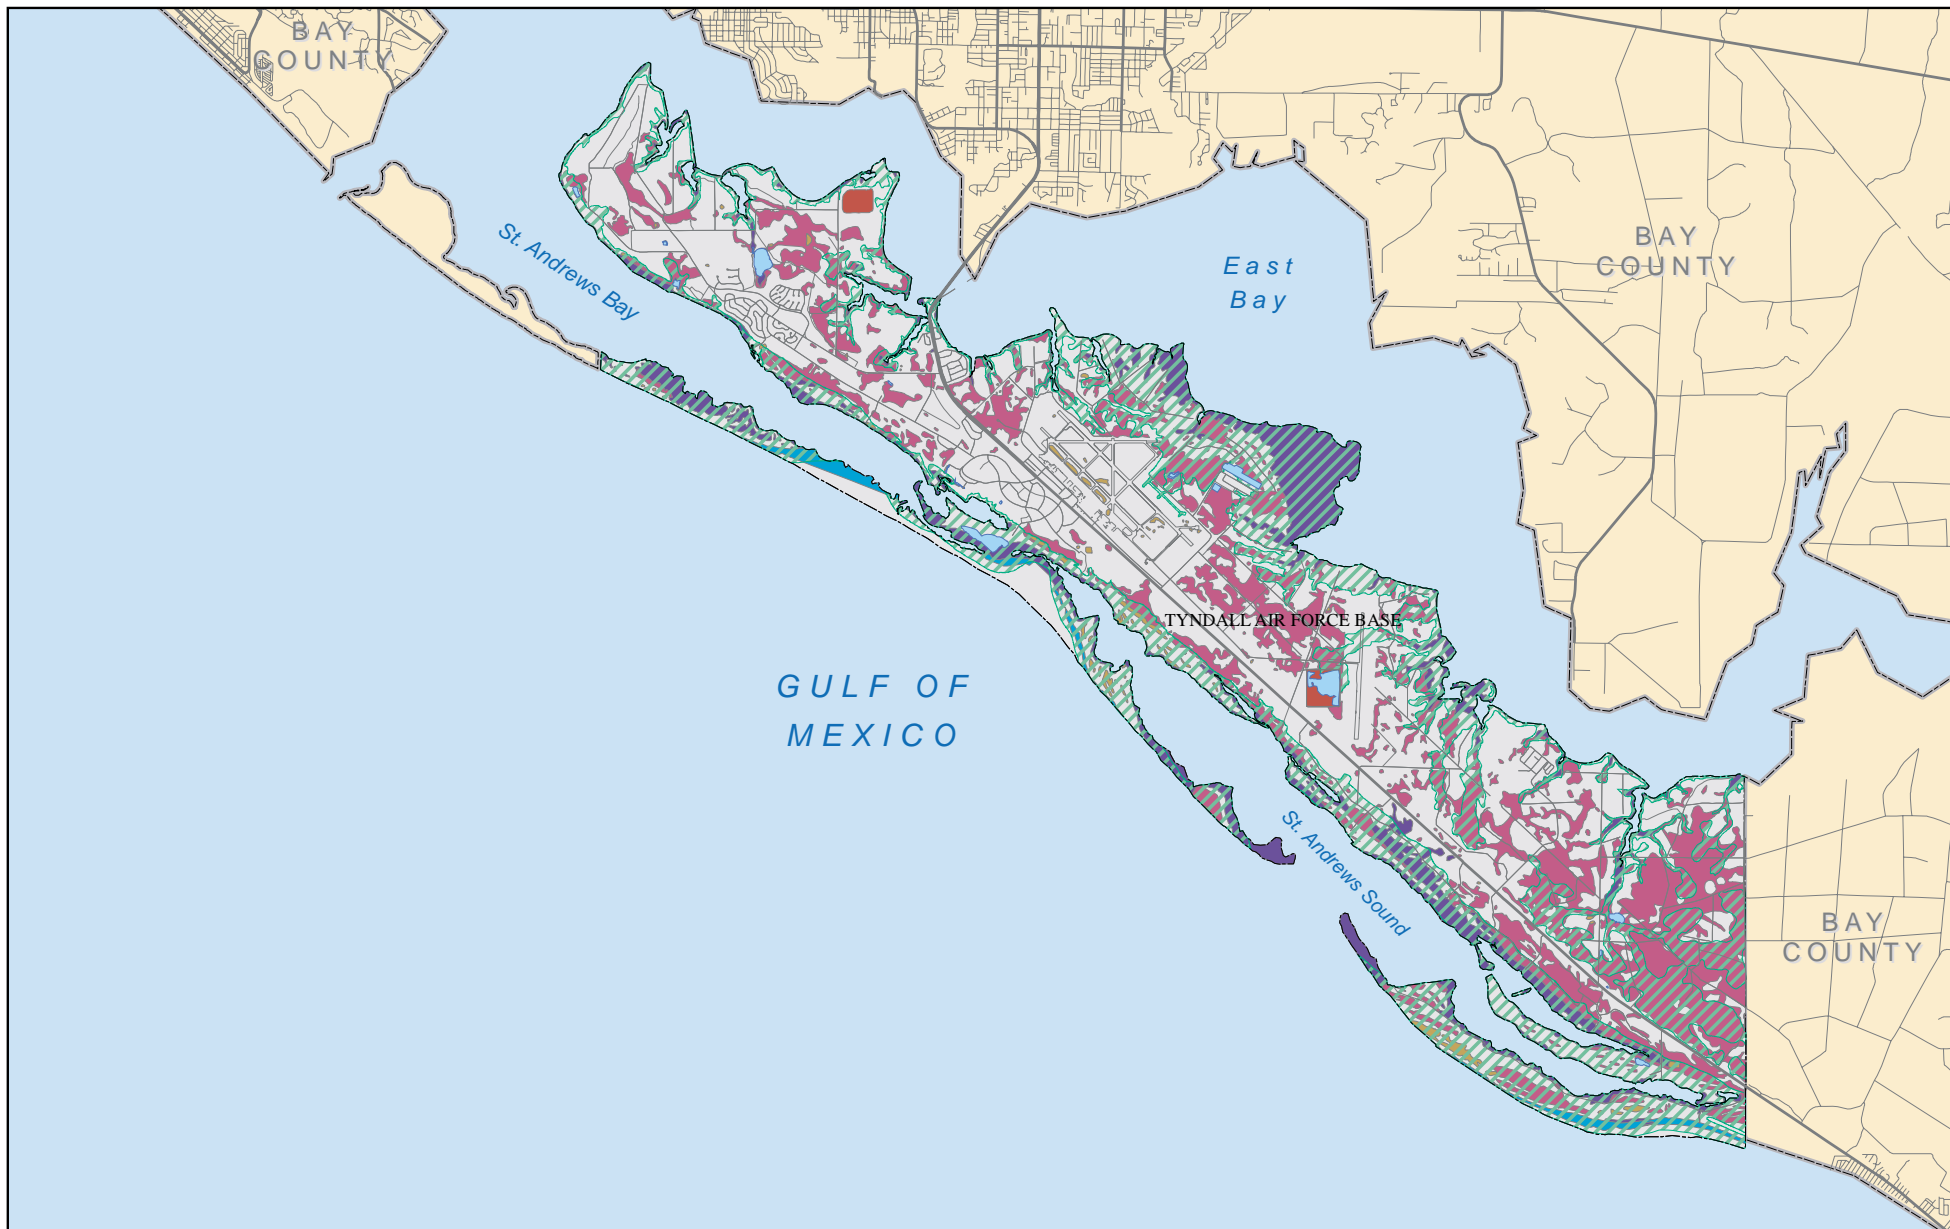 BAY
COUNTY
St. Andrews Bay
East
Bay
BAY
COUNTY
TYNDALL AIR FORCE BASE
GULF OF
MEXICO
St. Andrews Sound
BAY
COUNTY